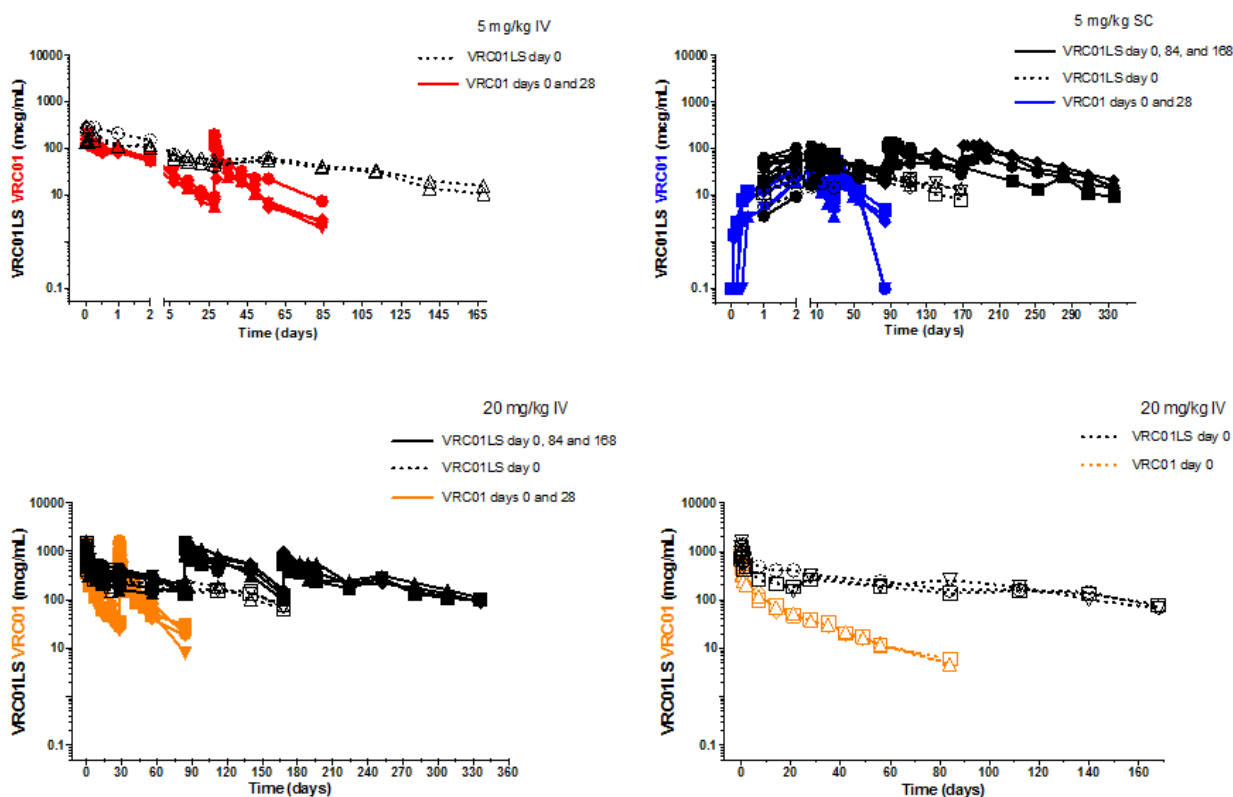 5 mg/kg IV
VRC01LS day 0
VRC01 days 0 and 28
VRC01LS VRC01 (mcg/mL)
10000
1000
100
10
0.1
0 1 2 5 25 45 65 85 105 125 145 165
Time (days)
5 mg/kg SC
VRC01LS day 0, 84, and 168
VRC01LS day 0
VRC01 days 0 and 28
VRC01LS VRC01 (mcg/mL)
10000
1000
100
10
0.1
0 1 2 10 50 90 130 170 210 250 290 330
Time (days)
20 mg/kg IV
VRC01LS day 0, 84 and 168
VRC01LS day 0
VRC01 days 0 and 28
VRC01LS VRC01 (mcg/mL)
10000
1000
100
10
0.1
0 30 60 90 120 150 180 210 240 270 300 330 360
Time (days)
20 mg/kg IV
VRC01LS day 0
VRC01 day 0
VRC01LS VRC01 (mcg/mL)
10000
1000
100
10
0.1
0 20 40 60 80 100 120 140 160
Time (days)